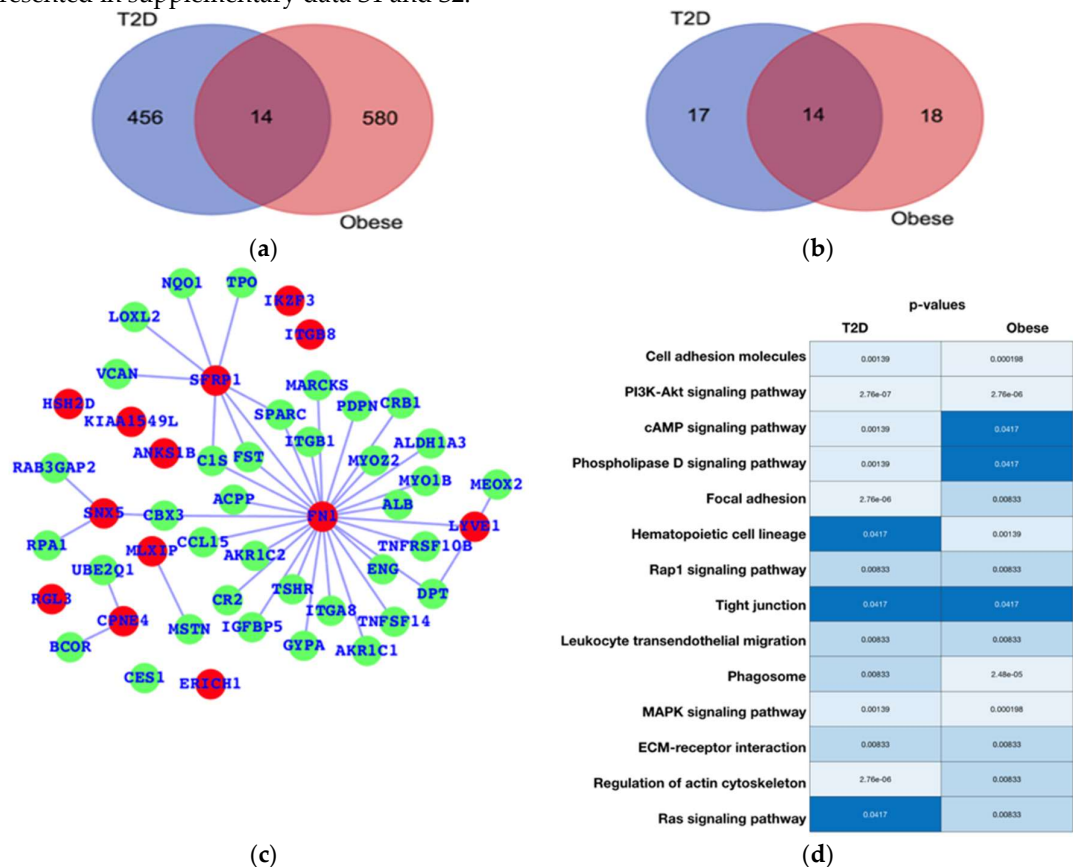 resented in supplementary data S1 and S2.
T2D
456
14
580
Obese
(a)
T2D
17
14
18
Obese
(b)
NQO1
TPO
IKZF3
LOXL2
ITGB8
VCAN
SFRP1
MARCKS
HSH2D
SPARC
PDPN
CRB1
KIAA1549L
ITGB1
ALDH1A3
ANKS1B
C1S
FST
MYOZ2
RAB3GAP2
MYO1B
MEOX2
ACPP
ALB
SNX5
CBX3
FN1
LYVE1
RPA1
MLXIP
CCL15
TNFRSF10B
UBE2Q1
AKR1C2
ENG
RGL3
TSHR
DPT
CPNE4
CR2
ITGA8
MSTN
IGFBP5
TNFSF14
BCOR
GYPA
AKR1C1
CES1
ERICH1
(c)
p-values
T2D Obese
Cell adhesion molecules 0.00139 0.000198
PI3K-Akt signaling pathway 2.76e-07 2.76e-06
cAMP signaling pathway 0.00139 0.0417
Phospholipase D signaling pathway 0.00139 0.0417
Focal adhesion 2.76e-06 0.00833
Hematopoietic cell lineage 0.0417 0.00139
Rap1 signaling pathway 0.00833 0.00833
Tight junction 0.0417 0.0417
Leukocyte transendothelial migration 0.00833 0.00833
Phagosome 0.00833 2.48e-05
MAPK signaling pathway 0.00139 0.000198
ECM-receptor interaction 0.00833 0.00833
Regulation of actin cytoskeleton 2.76e-06 0.00833
Ras signaling pathway 0.0417 0.00833
(d)